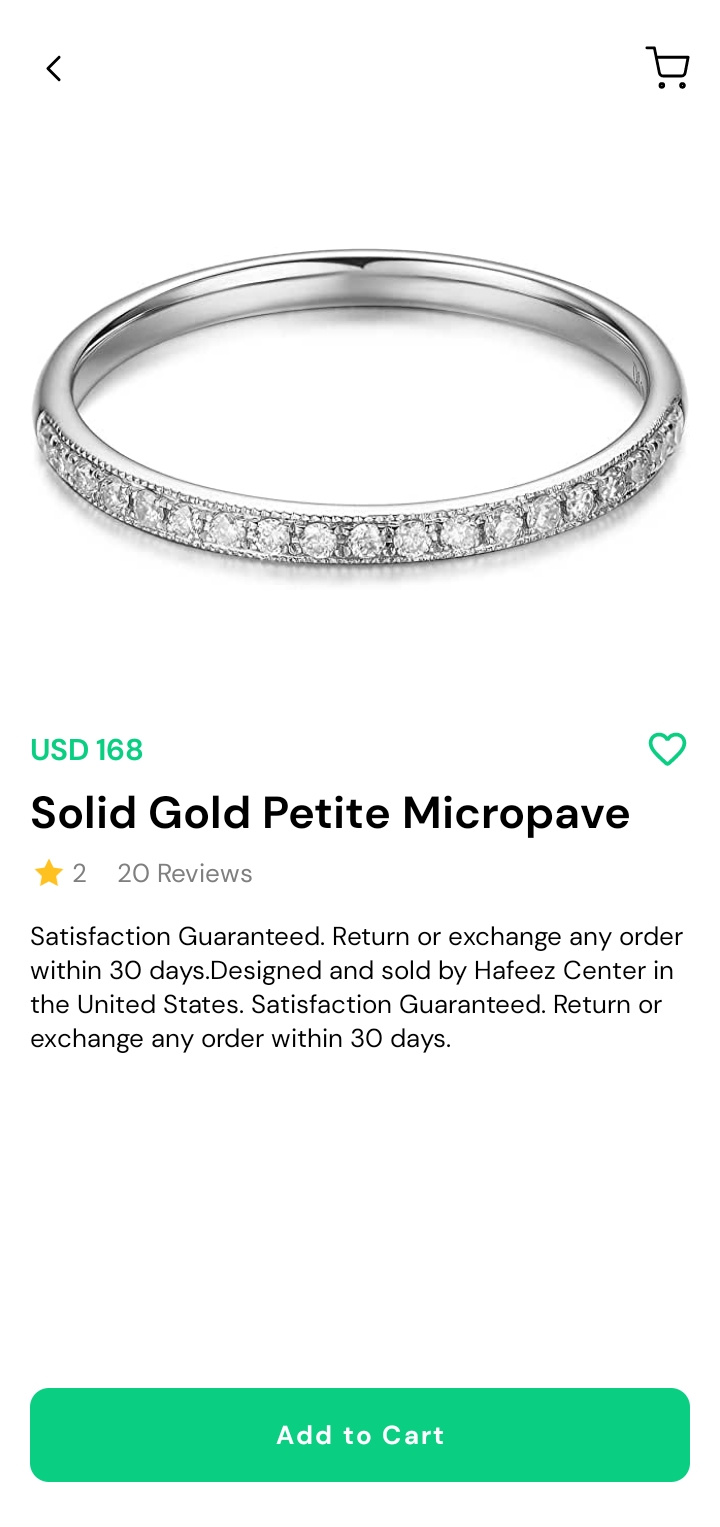 USD 168
Solid Gold Petite Micropave
2 20 Reviews
Satisfaction Guaranteed. Return or exchange any order
within 30 days.Designed and sold by Hafeez Center in
the United States. Satisfaction Guaranteed. Return or
exchange any order within 30 days.
Add to Cart